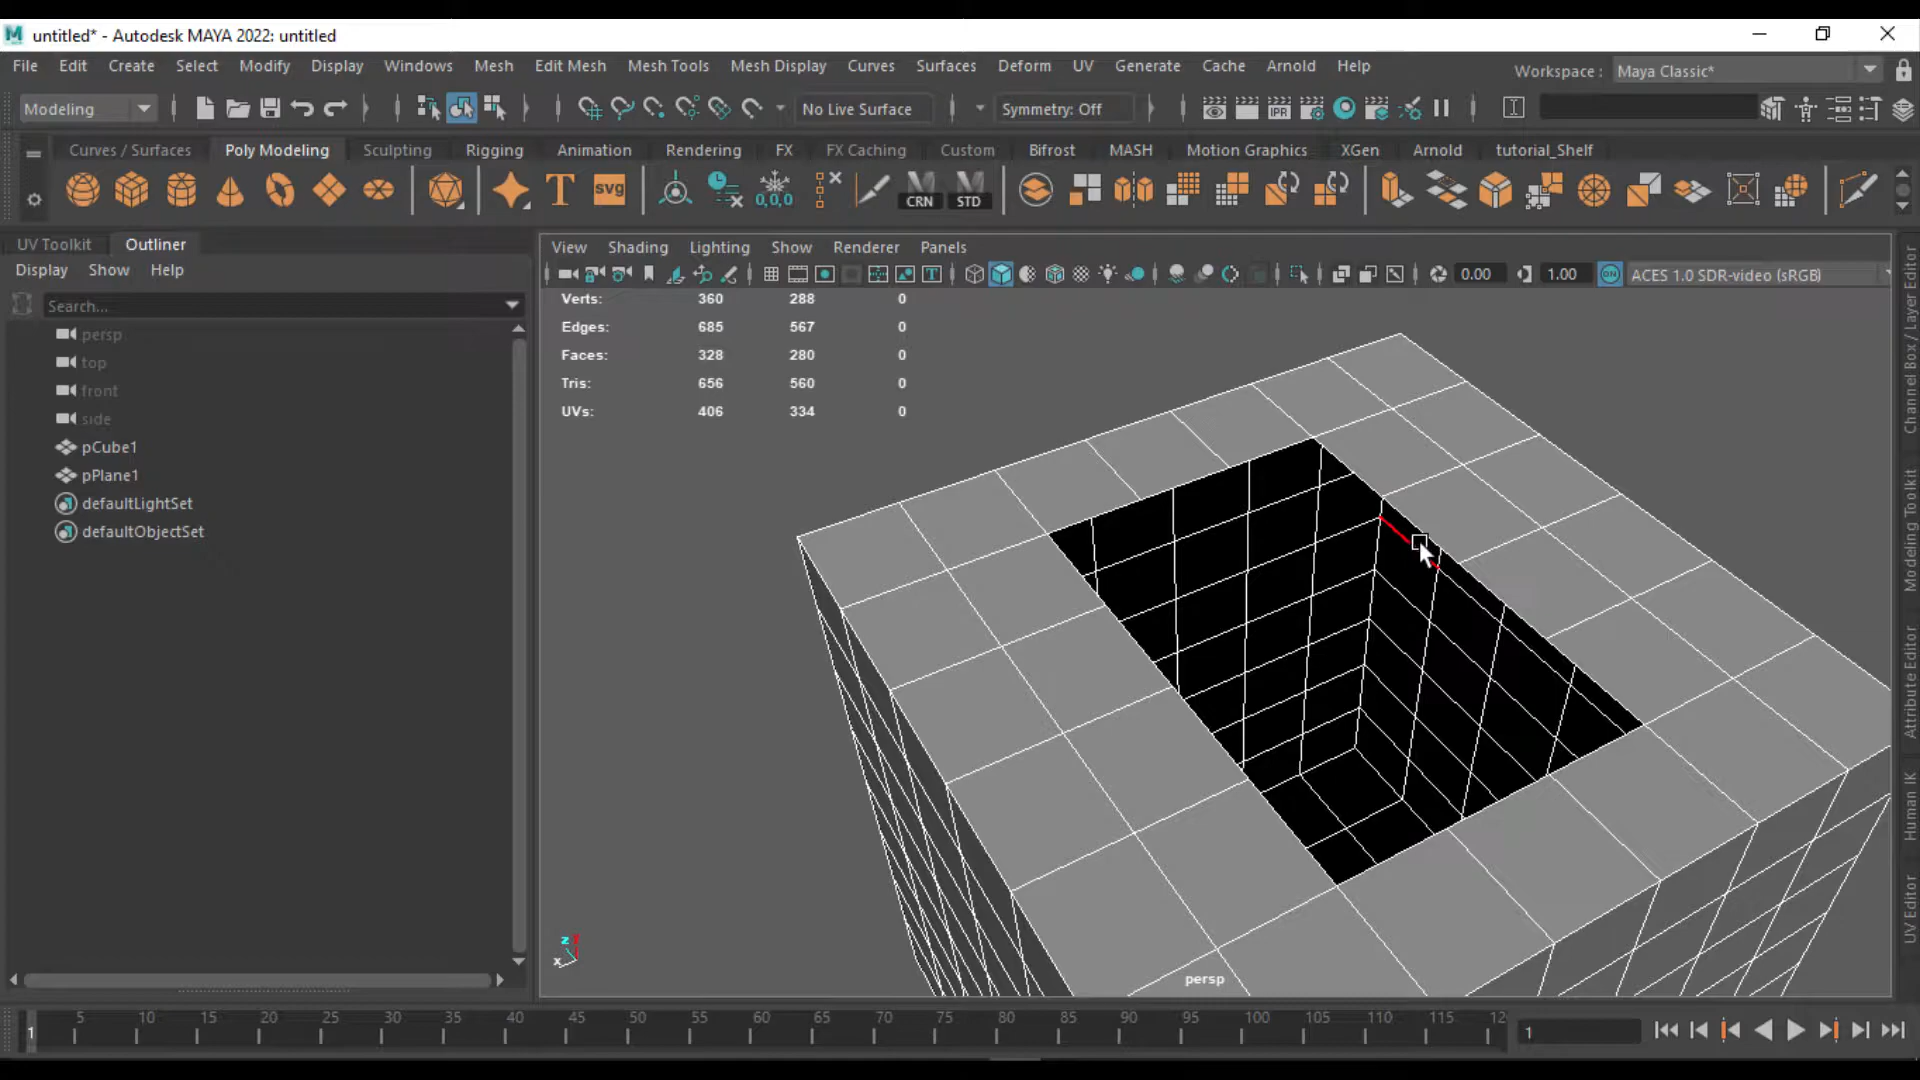 untitled* - Autodesk MAYA 2022: untitled
File Edit Create Select Modify Display Windows Mesh Edit Mesh Mesh Tools Mesh Display Curves Surfaces Deform UV Generate Cache Arnold Help Workspace : Maya Classic*
Modeling No Live Surface Symmetry: Off IPR
Curves / Surfaces Poly Modeling Sculpting Rigging Animation Rendering FX FX Caching Custom Bifrost MASH Motion Graphics XGen Arnold tutorial_Shelf
T SVG 0,0,0 CRN STD
UV Toolkit Outliner
View Shading Lighting Show Renderer Panels
Display Show Help
0.00 1.00 ON ACES 1.0 SDR-video (sRGB)
Search...
Verts: 360 288 0
Edges: 685 567 0
Faces: 328 280 0
Tris: 656 560 0
UVs: 406 334 0
persp
top
front
side
pCube1
pPlane1
defaultLightSet
defaultObjectSet
z
x
persp
Channel Box / Layer Editor
Modeling Toolkit
Attribute Editor
Human IK
UV Editor
1 5 10 15 20 25 30 35 40 45 50 55 60 65 70 75 80 85 90 95 100 105 110 115 12
1